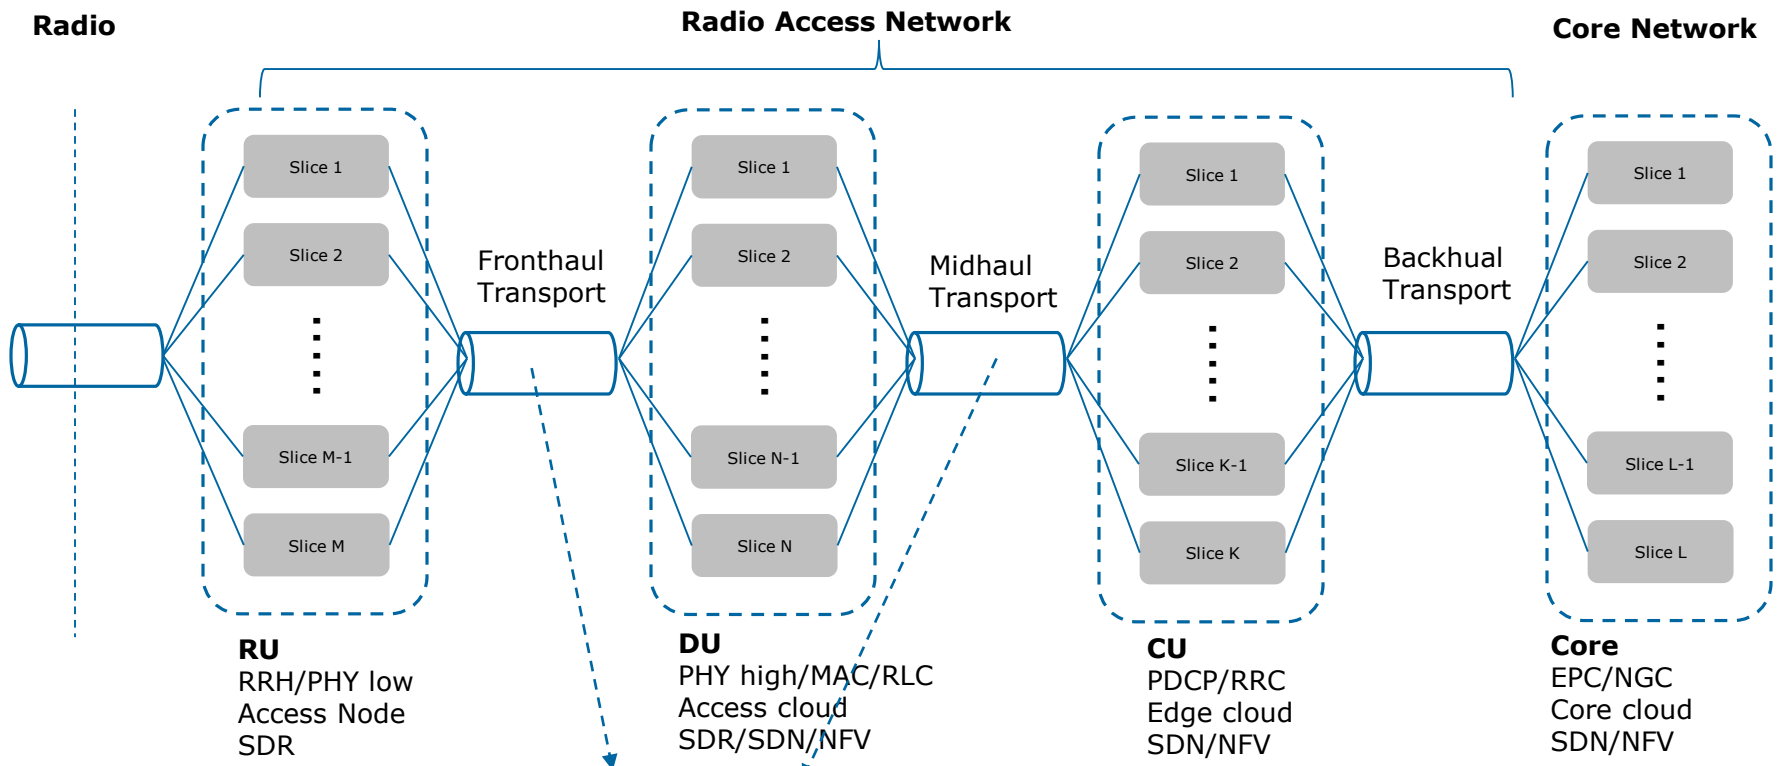 Radio
Radio Access Network
Core Network
Slice 1
Slice 2
Slice M-1
Slice M
Fronthaul
Transport
Slice 1
Slice 2
Slice N-1
Slice N
Midhaul
Transport
Slice 1
Slice 2
Slice K-1
Slice K
Backhual
Transport
Slice 1
Slice 2
Slice L-1
Slice L
RU
RRH/PHY low
Access Node
SDR
DU
PHY high/MAC/RLC
Access cloud
SDR/SDN/NFV
CU
PDCP/RRC
Edge cloud
SDN/NFV
Core
EPC/NGC
Core cloud
SDN/NFV